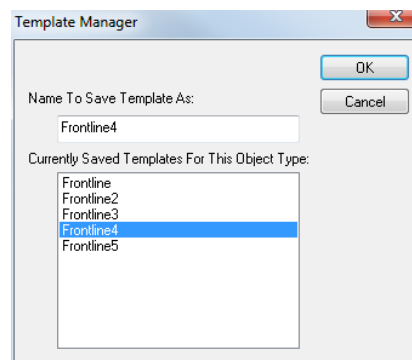 Template Manager
OK
Name To Save Template As:
Cancel
Frontline4
Currently Saved Templates For This Object Type:
Frontline
Frontline2
Frontline3
Frontline4
Frontline5